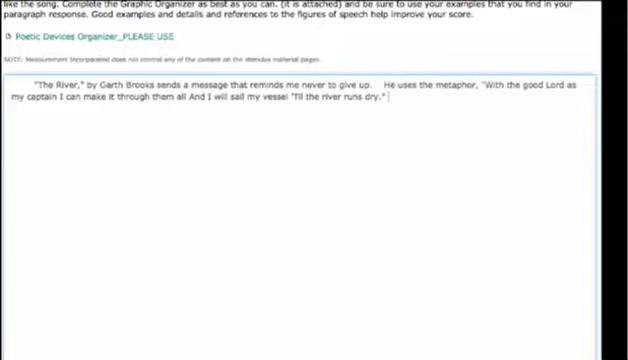 like the song. Complete the Graphic Organizer as best as you can. (it is attached) and be sure to use your examples that you find in your
paragraph response. Good examples and details and references to the figures of speech help improve your score.
Poetic Devices Organizer_PLEASE USE
NOTE: Measurement Incorporated does not control any of the content on the stimulus material pages.
"The River," by Garth Brooks sends a message that reminds me never to give up. He uses the metaphor, "With the good Lord as
my captain I can make it through them all And I will sail my vessel 'Til the river runs dry."